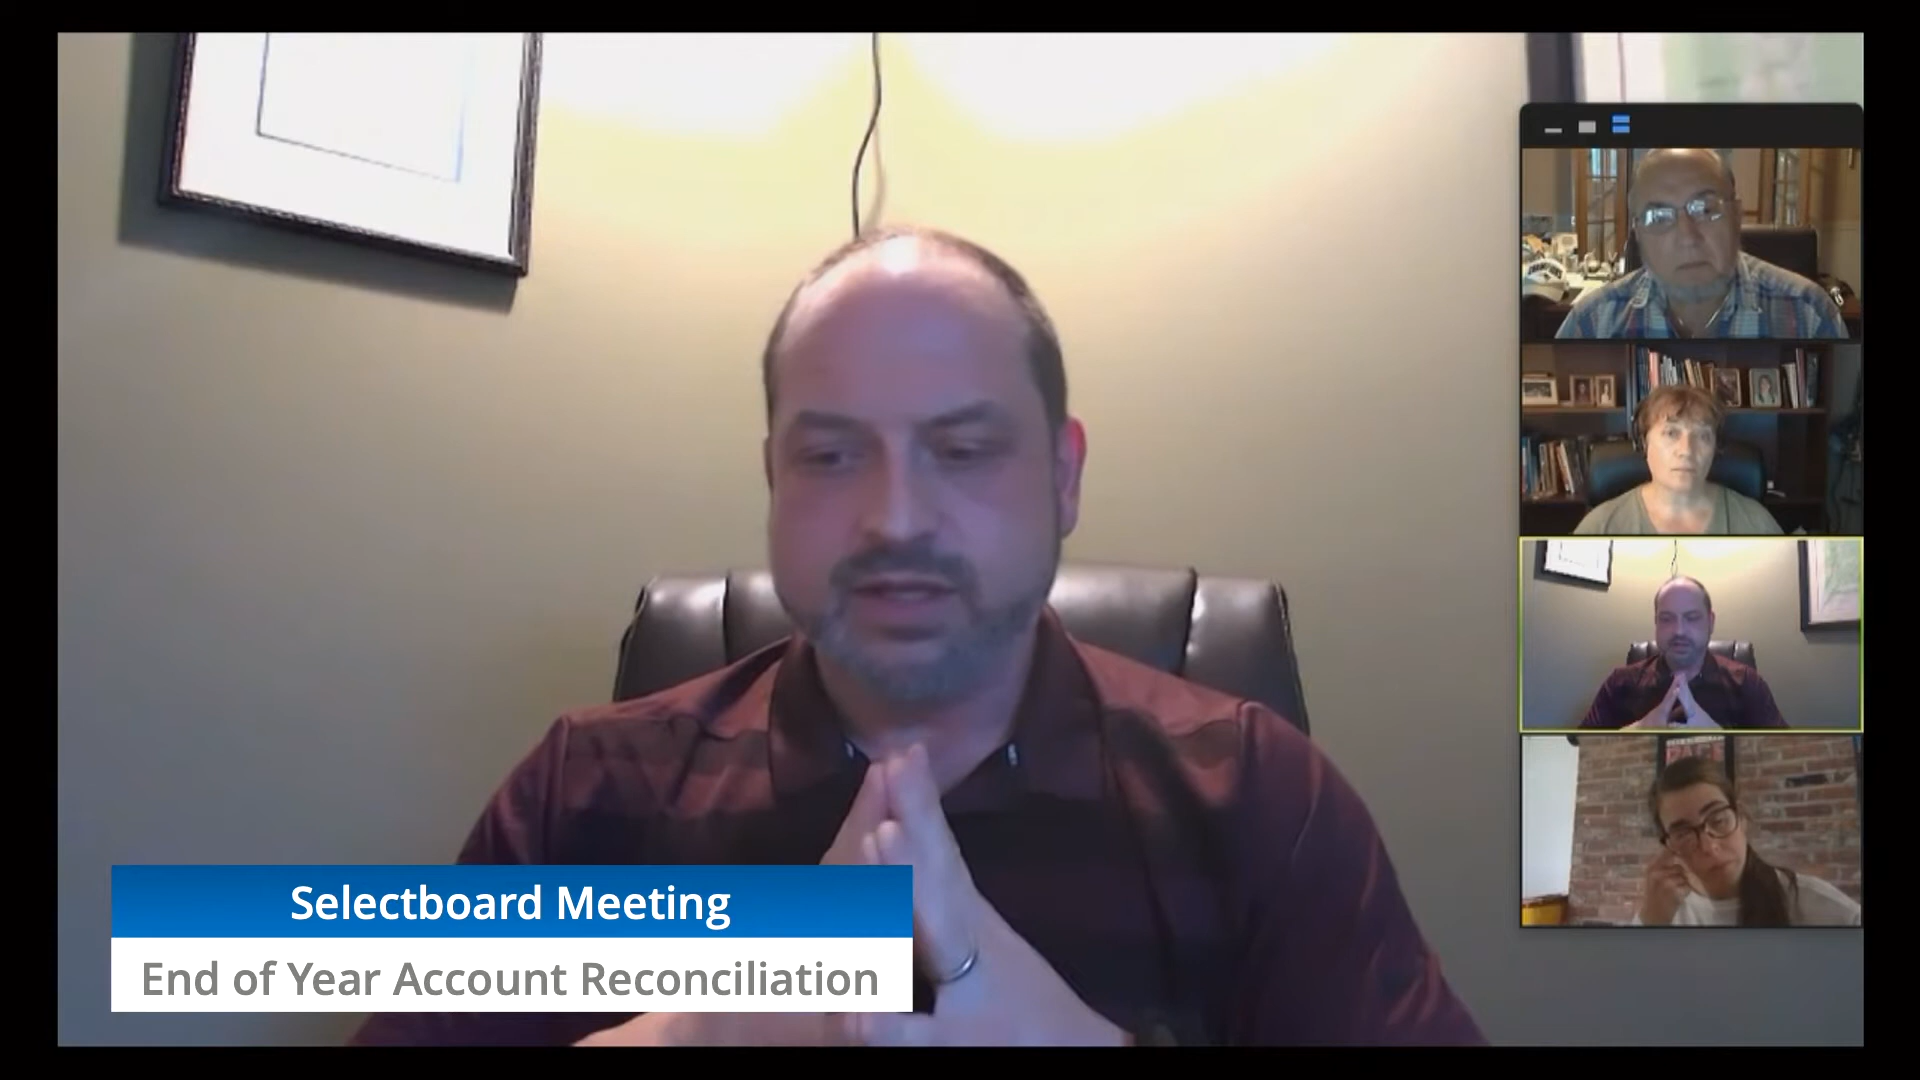 Selectboard Meeting
End of Year Account Reconciliation